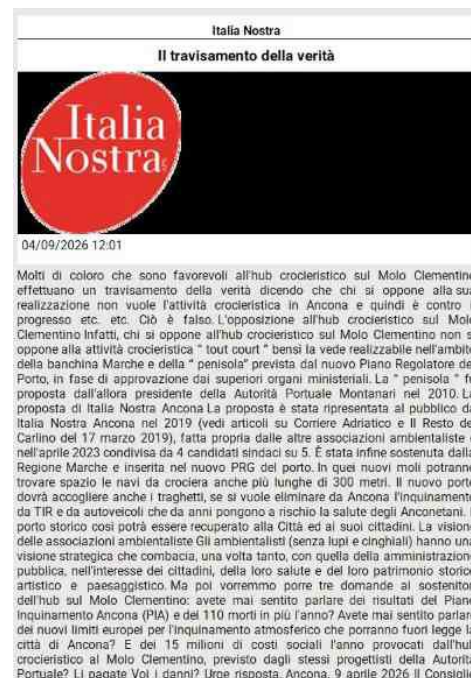 Italia Nostra
Il travisamento della verità
Italia
Nostra
04/09/2026 12:01
Molti di coloro che sono favorevoli all'hub crocieristico sul Molo Clementino
effettuano un travisamento della verità dicendo che chi si oppone alla sua
realizzazione non vuole l'attività crocieristica in Ancona e quindi è contro
progresso etc. etc. Ciò è falso. L'opposizione all'hub crocieristico sul Molo
Clementino Infatti, chi si oppone all'hub crocieristico sul Molo Clementino non si
oppone alla attività crocieristica " tout court " bensì la vede realizzabile nell'ambito
della banchina Marche e della " penisola" prevista dal nuovo Piano Regolatore del
Porto, in fase di approvazione dai superiori organi ministeriali. La " penisola " fu
proposta dall'allora presidente della Autorità Portuale Montanari nel 2010. La
proposta di Italia Nostra Ancona La proposta è stata ripresentata al pubblico da
Italia Nostra Ancona nel 2019 (vedi articoli su Corriere Adriatico e Il Resto del
Carlino del 17 marzo 2019), fatta propria dalle altre associazioni ambientaliste e
nell'aprile 2023 condivisa da 4 candidati sindaci su 5. È stata infine sostenuta dalla
Regione Marche e inserita nel nuovo PRG del porto. In quei nuovi moli potranno
trovare spazio le navi da crociera anche più lunghe di 300 metri. Il nuovo porto
dovrà accogliere anche i traghetti, se si vuole eliminare da Ancona l'inquinamento
da TIR e da autoveicoli che da anni pongono a rischio la salute degli Anconetani.
porto storico così potrà essere recuperato alla Città ed ai suoi cittadini. La visione
delle associazioni ambientaliste Gli ambientalisti (senza lupi e cinghiali) hanno una
visione strategica che combacia, una volta tanto, con quella della amministrazione
pubblica, nell'interesse dei cittadini, della loro salute e del loro patrimonio storico
artistico e paesaggistico. Ma poi vorremmo porre tre domande ai sostenitori
dell'hub sul Molo Clementino: avete mai sentito parlare dei risultati del Piano
Inquinamento Ancona (PIA) e dei 110 morti in più l'anno? Avete mai sentito parlare
dei nuovi limiti europei per l'inquinamento atmosferico che porranno fuori legge la
città di Ancona? E dei 15 milioni di costi sociali l'anno provocati dall'hub
crocieristico al Molo Clementino, previsto dagli stessi progettisti della Autorità
Portuale? Li pagate Voi i danni? Urge risposta. Ancona, 9 aprile 2026 Il Consiglio